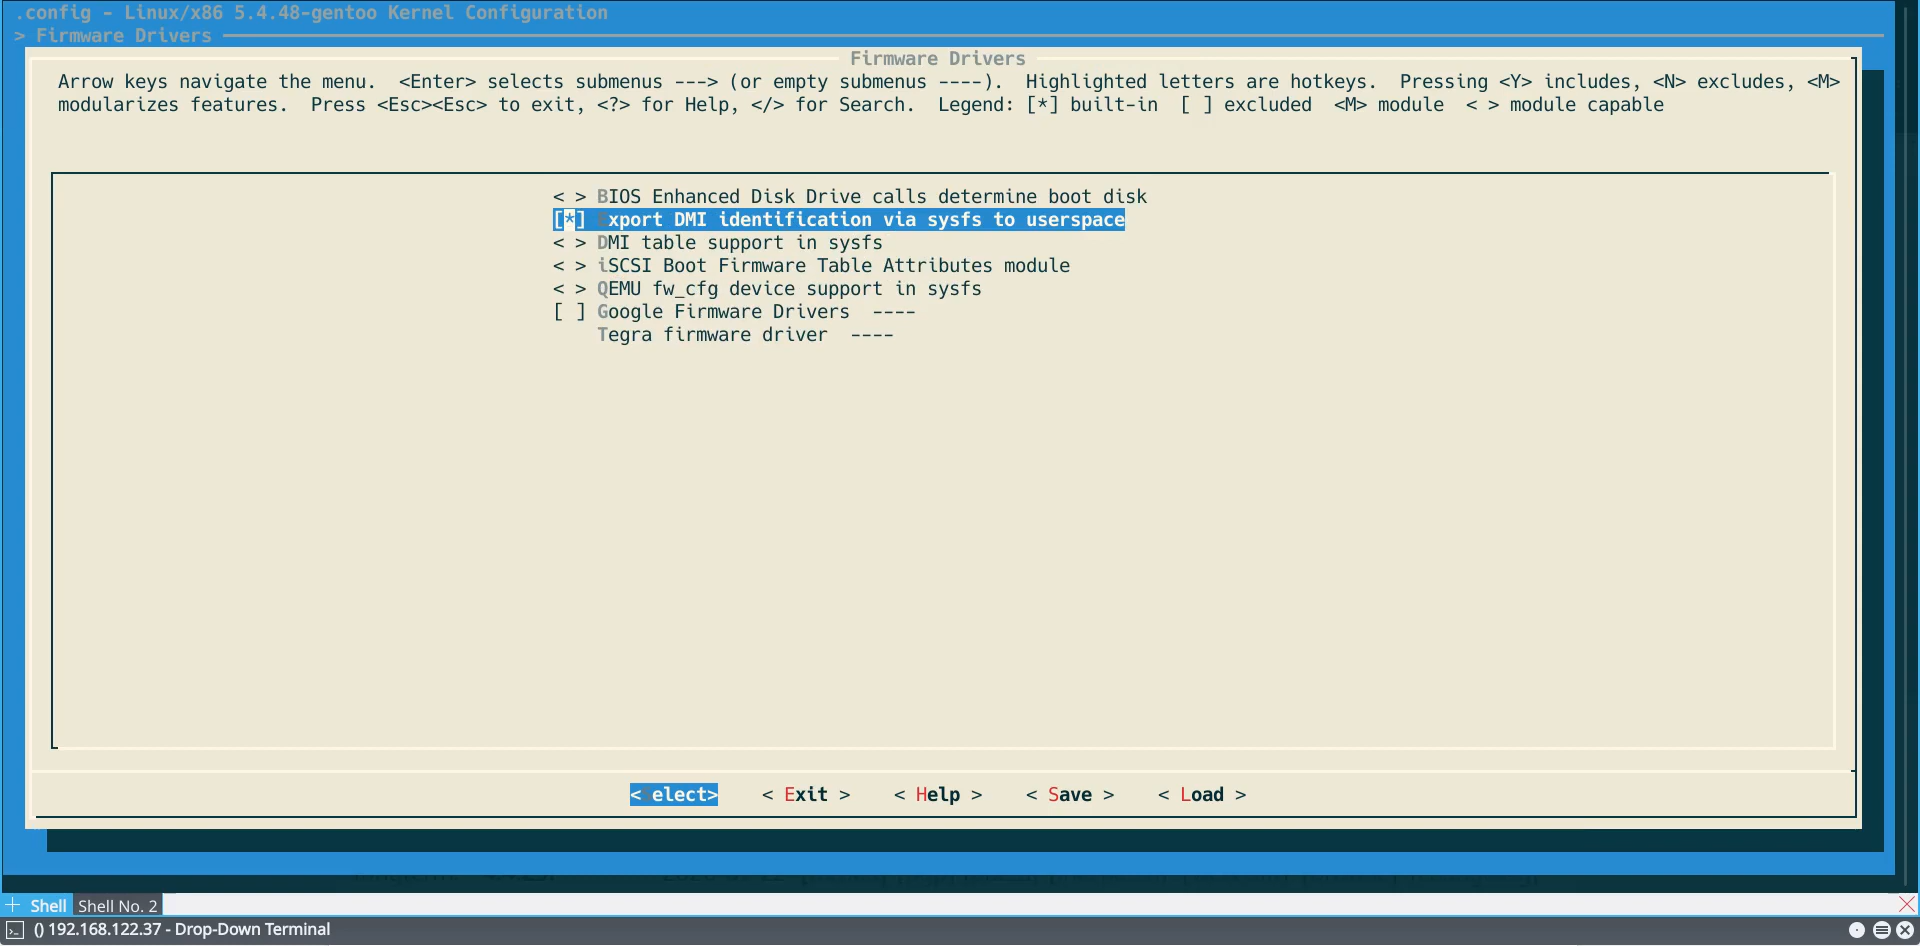 .config - Linux/x86 5.4.48-gentoo Kernel Configuration
> Firmware Drivers
Firmware Drivers
Arrow keys navigate the menu.  <Enter> selects submenus ---> (or empty submenus ----).  Highlighted letters are hotkeys.  Pressing <Y> includes, <N> excludes, <M>
modularizes features.  Press <Esc><Esc> to exit, <?> for Help, </> for Search.  Legend: [*] built-in  [ ] excluded  <M> module  < > module capable
< > BIOS Enhanced Disk Drive calls determine boot disk
[*] Export DMI identification via sysfs to userspace
< > DMI table support in sysfs
< > iSCSI Boot Firmware Table Attributes module
< > QEMU fw_cfg device support in sysfs
[ ] Google Firmware Drivers  ----
Tegra firmware driver  ----
<Select>    < Exit >    < Help >    < Save >    < Load >
Shell  Shell No. 2
() 192.168.122.37 - Drop-Down Terminal